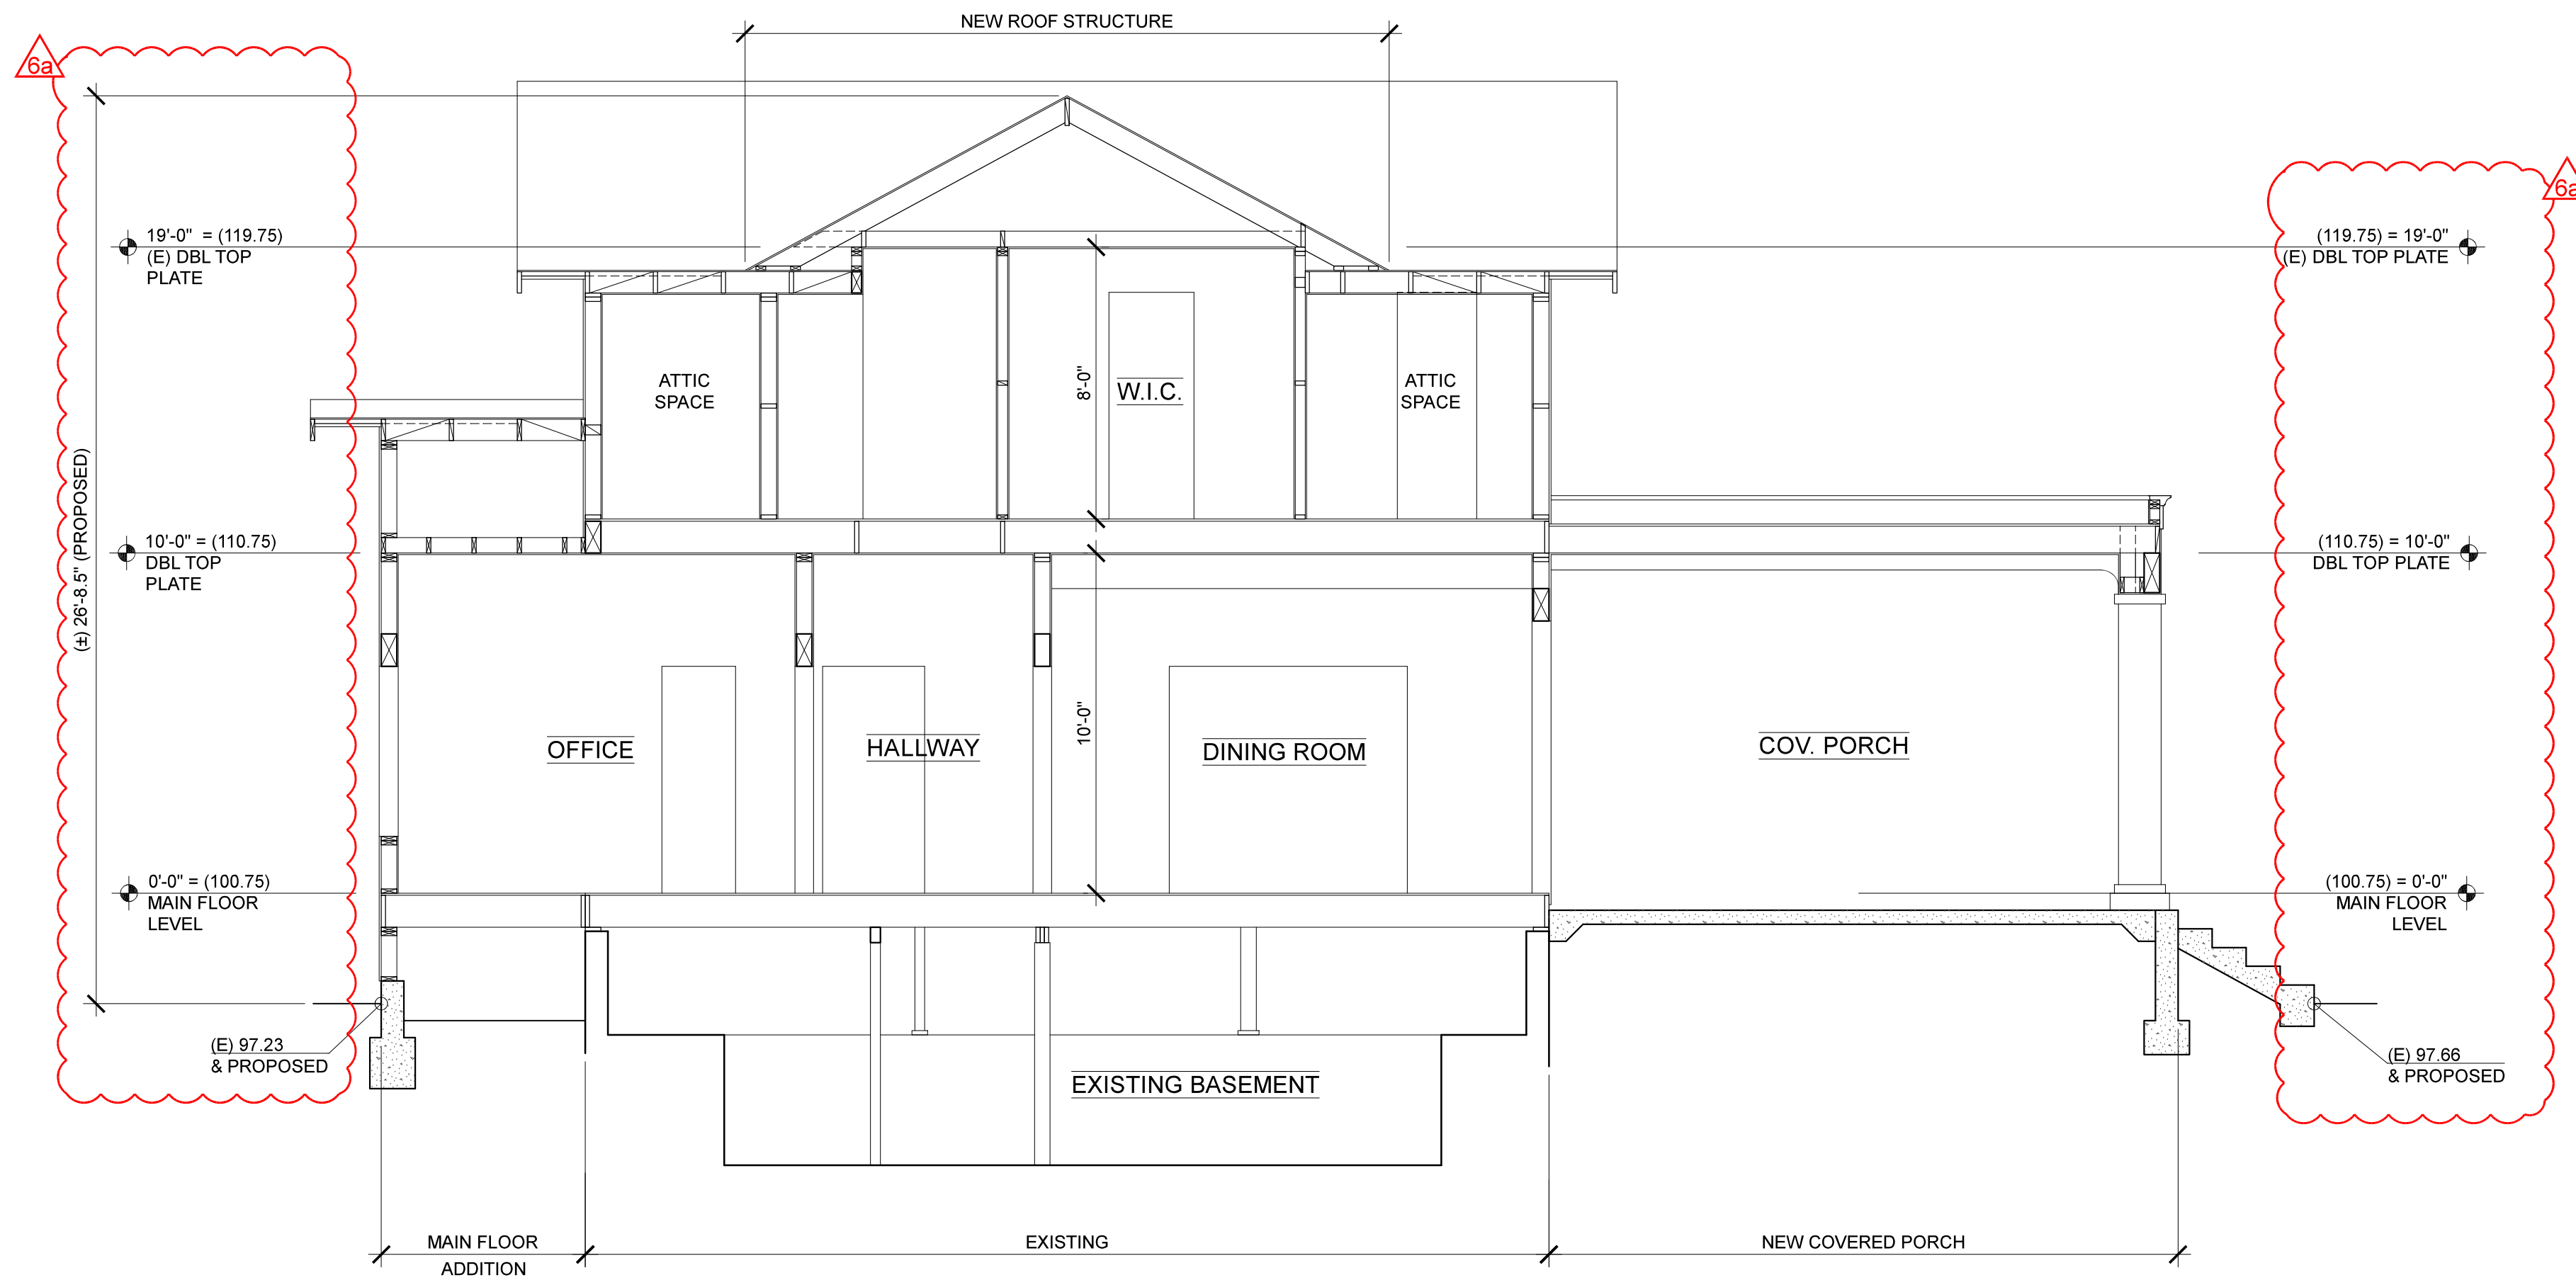 NEW ROOF STRUCTURE
6a
6a
19'-0" = (119.75)
(E) DBL TOP
PLATE
(119.75) = 19'-0"
(E) DBL TOP PLATE
ATTIC
SPACE
8'-0"
W.I.C.
ATTIC
SPACE
(±) 26'-8.5" (PROPOSED)
10'-0" = (110.75)
DBL TOP
PLATE
(110.75) = 10'-0"
DBL TOP PLATE
10'-0"
OFFICE
HALLWAY
DINING ROOM
COV. PORCH
0'-0" = (100.75)
MAIN FLOOR
LEVEL
(100.75) = 0'-0"
MAIN FLOOR
LEVEL
(E) 97.23
& PROPOSED
EXISTING BASEMENT
(E) 97.66
& PROPOSED
MAIN FLOOR
ADDITION
EXISTING
NEW COVERED PORCH